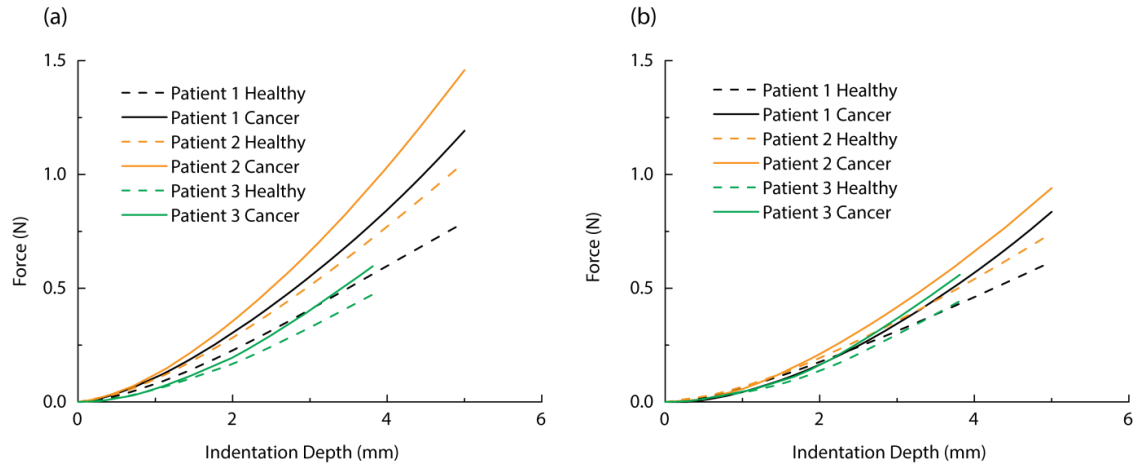 (a)
1.5
1.0
0.5
0.0
Force (N)
Patient 1 Healthy
Patient 1 Cancer
Patient 2 Healthy
Patient 2 Cancer
Patient 3 Healthy
Patient 3 Cancer
0 2 4 6
Indentation Depth (mm)
(b)
1.5
1.0
0.5
0.0
Force (N)
Patient 1 Healthy
Patient 1 Cancer
Patient 2 Healthy
Patient 2 Cancer
Patient 3 Healthy
Patient 3 Cancer
0 2 4 6
Indentation Depth (mm)